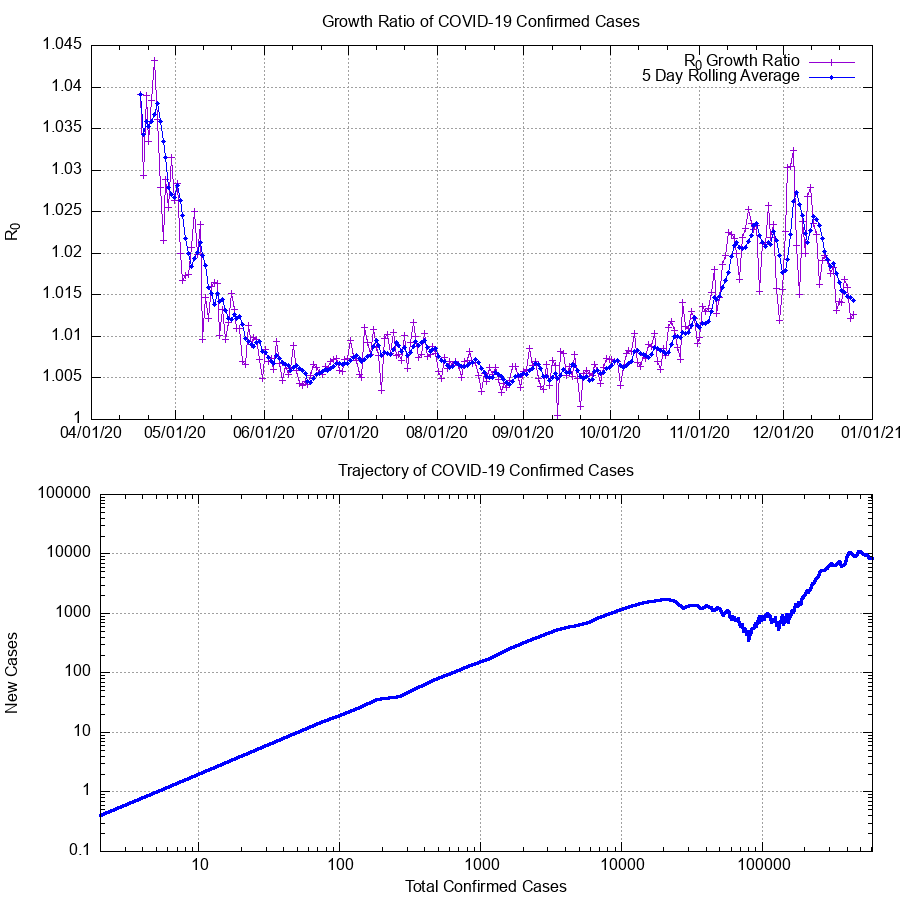 Growth Ratio of COVID-19 Confirmed Cases
1.045
1.04
1.035
1.03
1.025
1.02
1.015
1.01
1.005
1
R0
R0 Growth Ratio
5 Day Rolling Average
04/01/20 05/01/20 06/01/20 07/01/20 08/01/20 09/01/20 10/01/20 11/01/20 12/01/20 01/01/21
Trajectory of COVID-19 Confirmed Cases
100000
10000
1000
100
10
1
0.1
New Cases
10 100 1000 10000 100000
Total Confirmed Cases